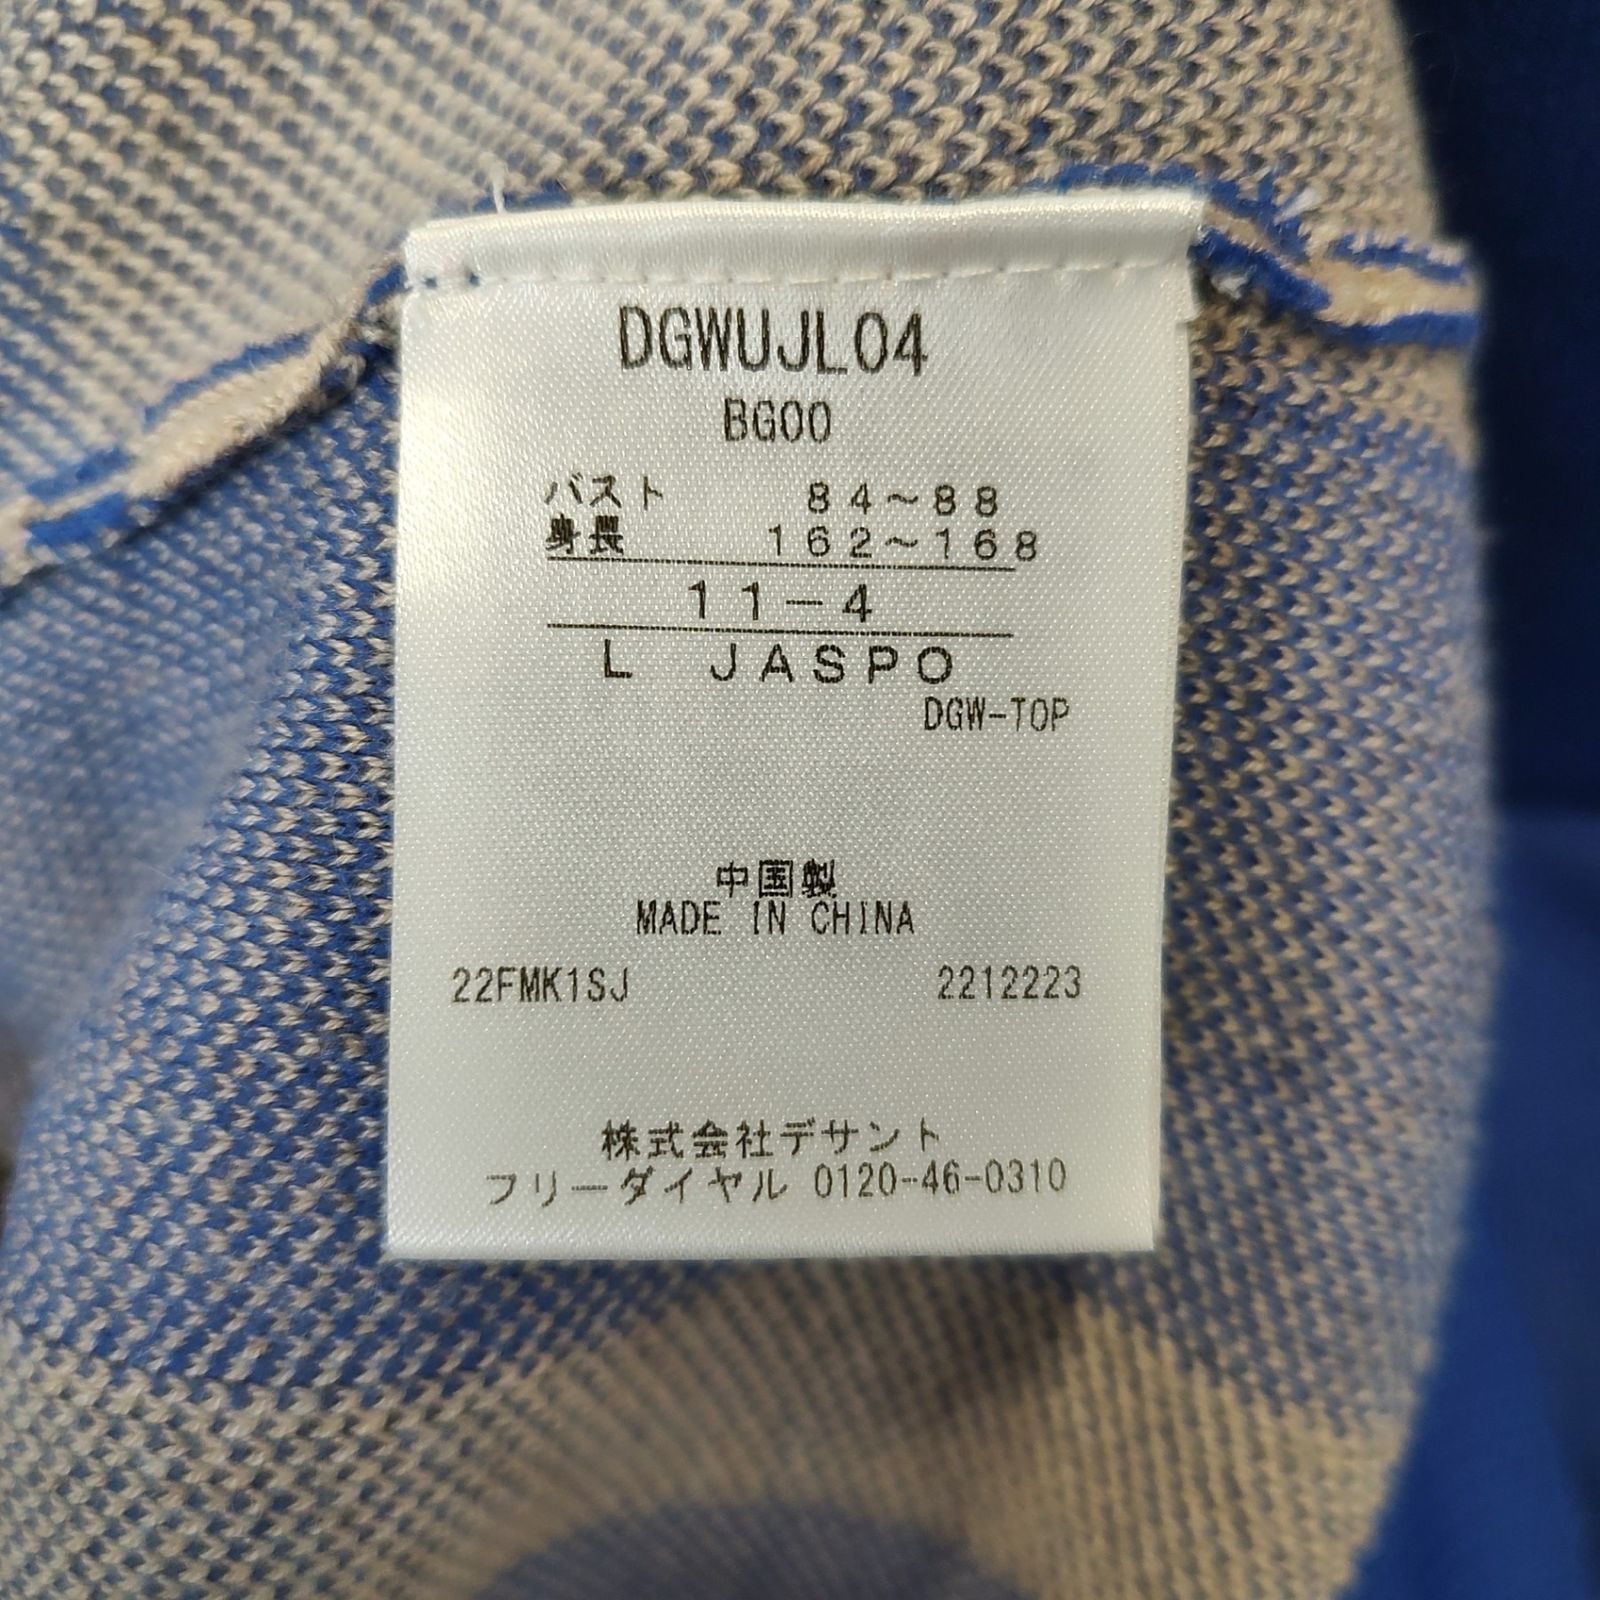 DGWUJL04
BG00
バスト 84～88
身長 162～168
11－4
L JASPO
DGW-TOP
中国製
MADE IN CHINA
22FMK1SJ 2212223
株式会社デサント
フリーダイヤル 0120-46-0310